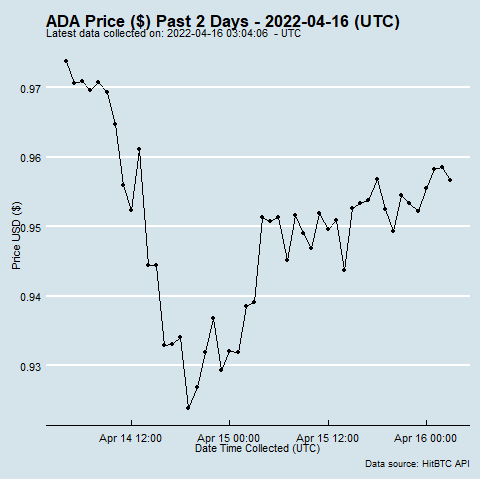 ADA Price ($) Past 2 Days - 2022-04-16 (UTC)
Latest data collected on: 2022-04-16 03:04:06 - UTC
0.97
0.96
0.95
0.94
0.93
Price USD ($)
Apr 14 12:00 Apr 15 00:00 Apr 15 12:00 Apr 16 00:00
Date Time Collected (UTC)
Data source: HitBTC API